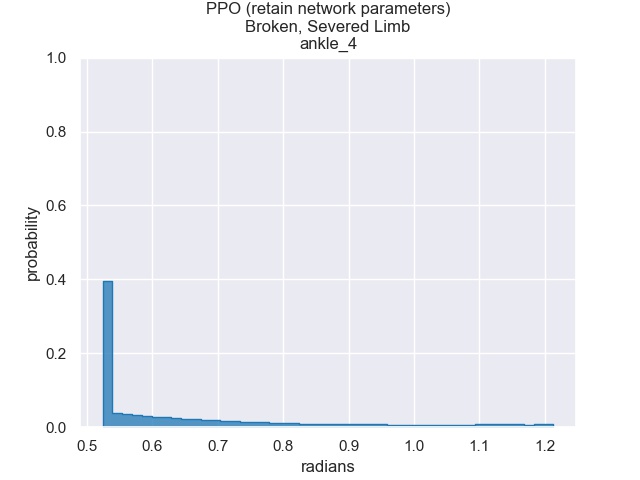 PPO (retain network parameters)
Broken, Severed Limb
ankle_4
1.0
0.8
0.6
0.4
0.2
0.0
probability
0.5 0.6 0.7 0.8 0.9 1.0 1.1 1.2
radians